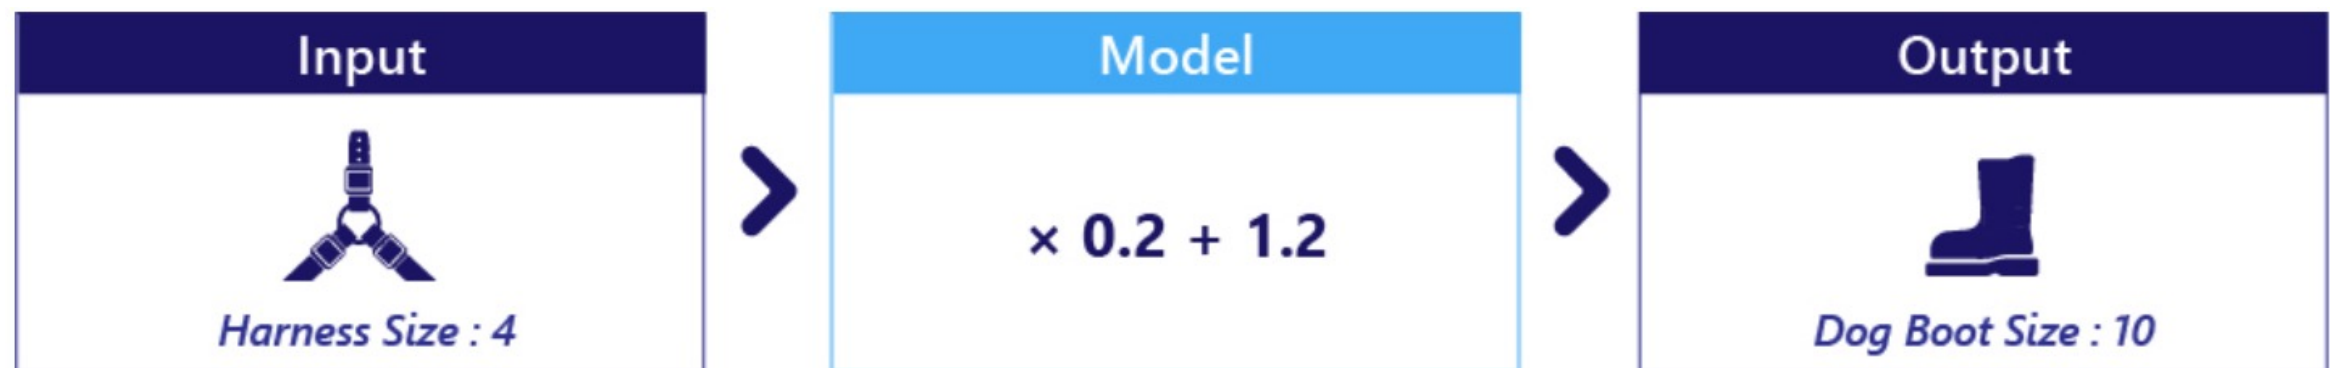 Input
Harness Size : 4
Model
× 0.2 + 1.2
Output
Dog Boot Size : 10